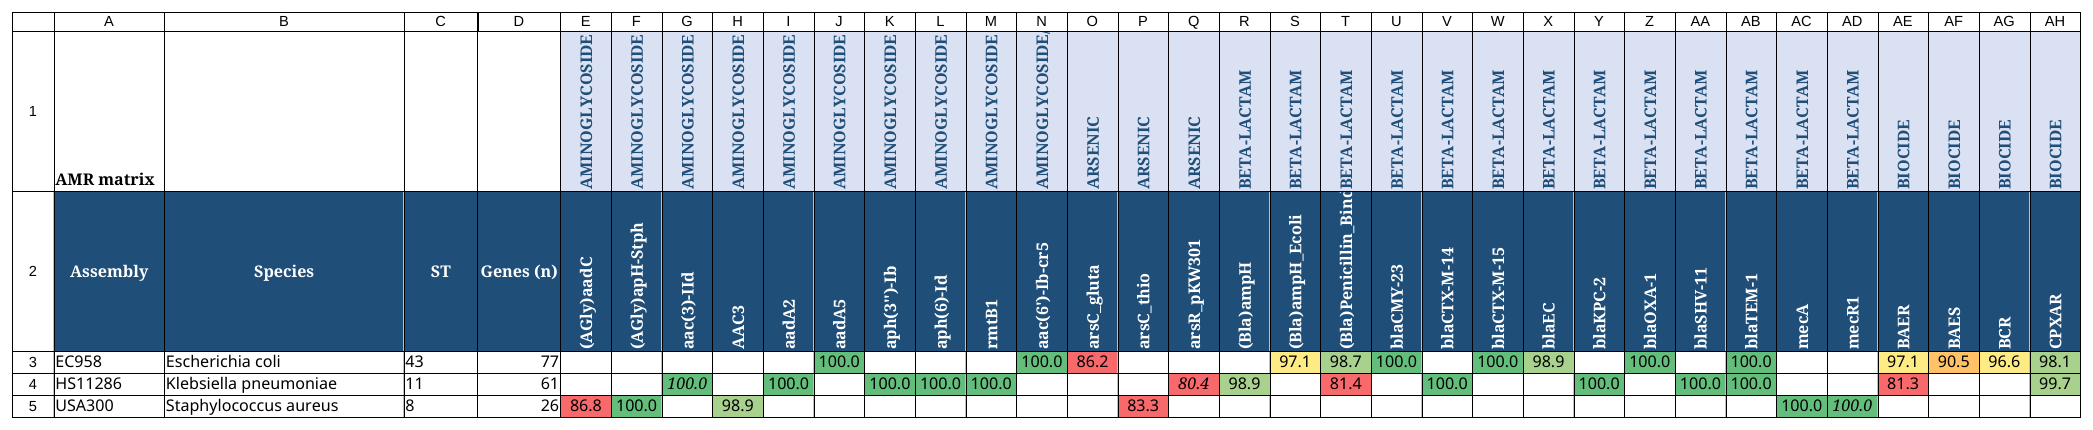 A B C D E F G H I J K L M N O P Q R S T U V W X Y Z AA AB AC AD AE AF AG AH
1 AMR matrix AMINOGLYCOSIDE AMINOGLYCOSIDE AMINOGLYCOSIDE AMINOGLYCOSIDE AMINOGLYCOSIDE AMINOGLYCOSIDE AMINOGLYCOSIDE AMINOGLYCOSIDE AMINOGLYCOSIDE AMINOGLYCOSIDE/ ARSENIC ARSENIC ARSENIC BETA-LACTAM BETA-LACTAM BETA-LACTAM BETA-LACTAM BETA-LACTAM BETA-LACTAM BETA-LACTAM BETA-LACTAM BETA-LACTAM BETA-LACTAM BETA-LACTAM BETA-LACTAM BETA-LACTAM BIOCIDE BIOCIDE BIOCIDE BIOCIDE
2 Assembly Species ST Genes (n) (AGly)aadC (AGly)apH-Stph aac(3)-IId AAC3 aadA2 aadA5 aph(3'')-Ib aph(6)-Id rmtB1 aac(6')-Ib-cr5 arsC_gluta arsC_thio arsR_pKW301 (Bla)ampH (Bla)ampH_Ecoli (Bla)Penicillin_Bind blaCMY-23 blaCTX-M-14 blaCTX-M-15 blaEC blaKPC-2 blaOXA-1 blaSHV-11 blaTEM-1 mecA mecR1 BAER BAES BCR CPXAR
3 EC958 Escherichia coli 43 77 100.0 100.0 86.2 97.1 98.7 100.0 100.0 98.9 100.0 100.0 97.1 90.5 96.6 98.1
4 HS11286 Klebsiella pneumoniae 11 61 100.0 100.0 100.0 100.0 100.0 80.4 98.9 81.4 100.0 100.0 100.0 100.0 81.3 99.7
5 USA300 Staphylococcus aureus 8 26 86.8 100.0 98.9 83.3 100.0 100.0